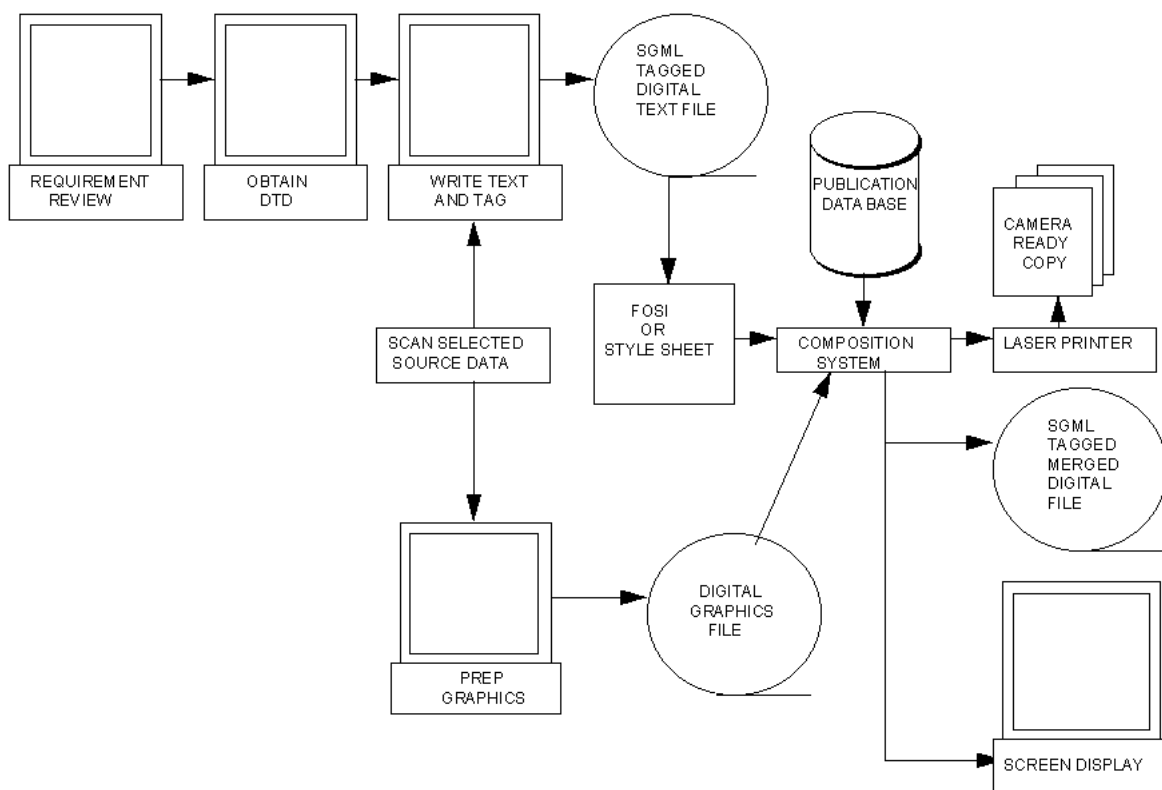 REQUIREMENT
REVIEW
OBTAIN
DTD
WRITE TEXT
AND TAG
SGML
TAGGED
DIGITAL
TEXT FILE
PUBLICATION
DATA BASE
CAMERA
READY
COPY
SCAN SELECTED
SOURCE DATA
FOSI
OR
STYLE SHEET
COMPOSITION
SYSTEM
LASER PRINTER
SGML
TAGGED
MERGED
DIGITAL
FILE
PREP
GRAPHICS
DIGITAL
GRAPHICS
FILE
SCREEN DISPLAY